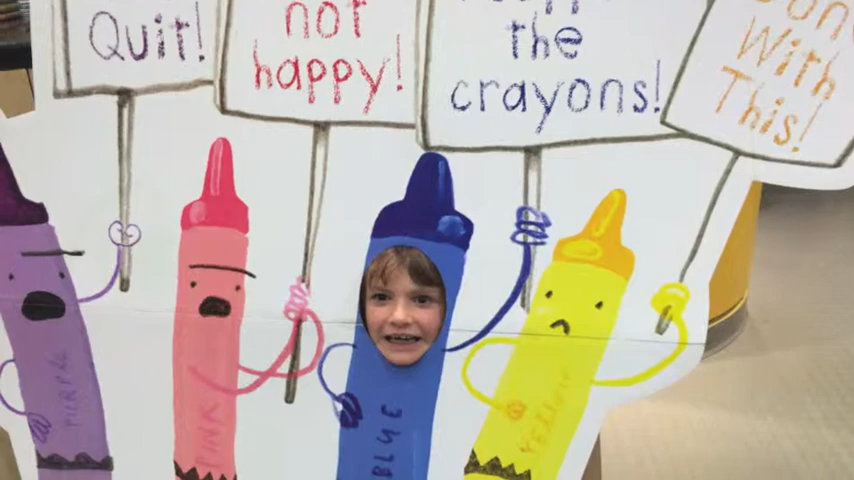 Quit!
not
happy!
the
crayons!
With
This!
PURPLE
PINK
BLUE
YELLOW